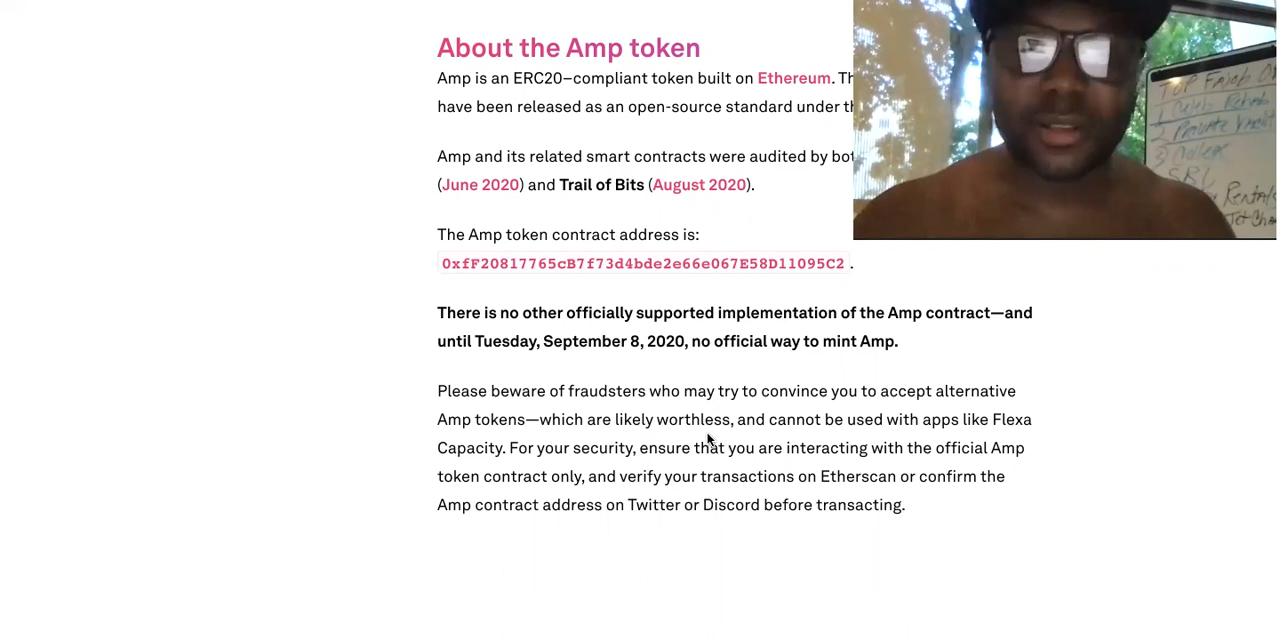 About the Amp token
Amp is an ERC20–compliant token built on Ethereum. Th
have been released as an open-source standard under th
Amp and its related smart contracts were audited by bot
(June 2020) and Trail of Bits (August 2020).
The Amp token contract address is:
0xfF20817765cB7f73d4bde2e66e067E58D11095C2 .
There is no other officially supported implementation of the Amp contract—and
until Tuesday, September 8, 2020, no official way to mint Amp.
Please beware of fraudsters who may try to convince you to accept alternative
Amp tokens—which are likely worthless, and cannot be used with apps like Flexa
Capacity. For your security, ensure that you are interacting with the official Amp
token contract only, and verify your transactions on Etherscan or confirm the
Amp contract address on Twitter or Discord before transacting.
TOP
1
2 Private
3)
SBL
Rentals